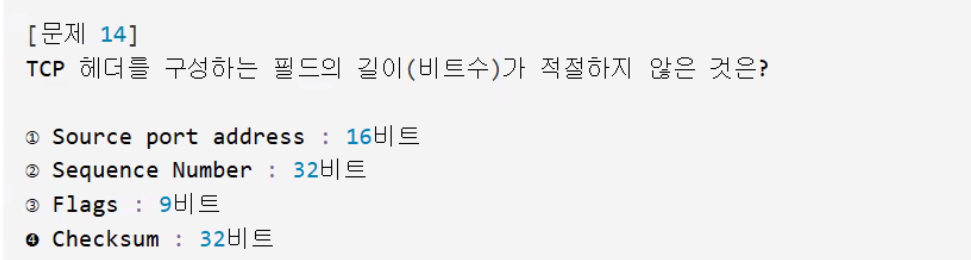 [문제 14]
TCP 헤더를 구성하는 필드의 길이(비트수)가 적절하지 않은 것은?
① Source port address : 16비트
② Sequence Number : 32비트
③ Flags : 9비트
❹ Checksum : 32비트